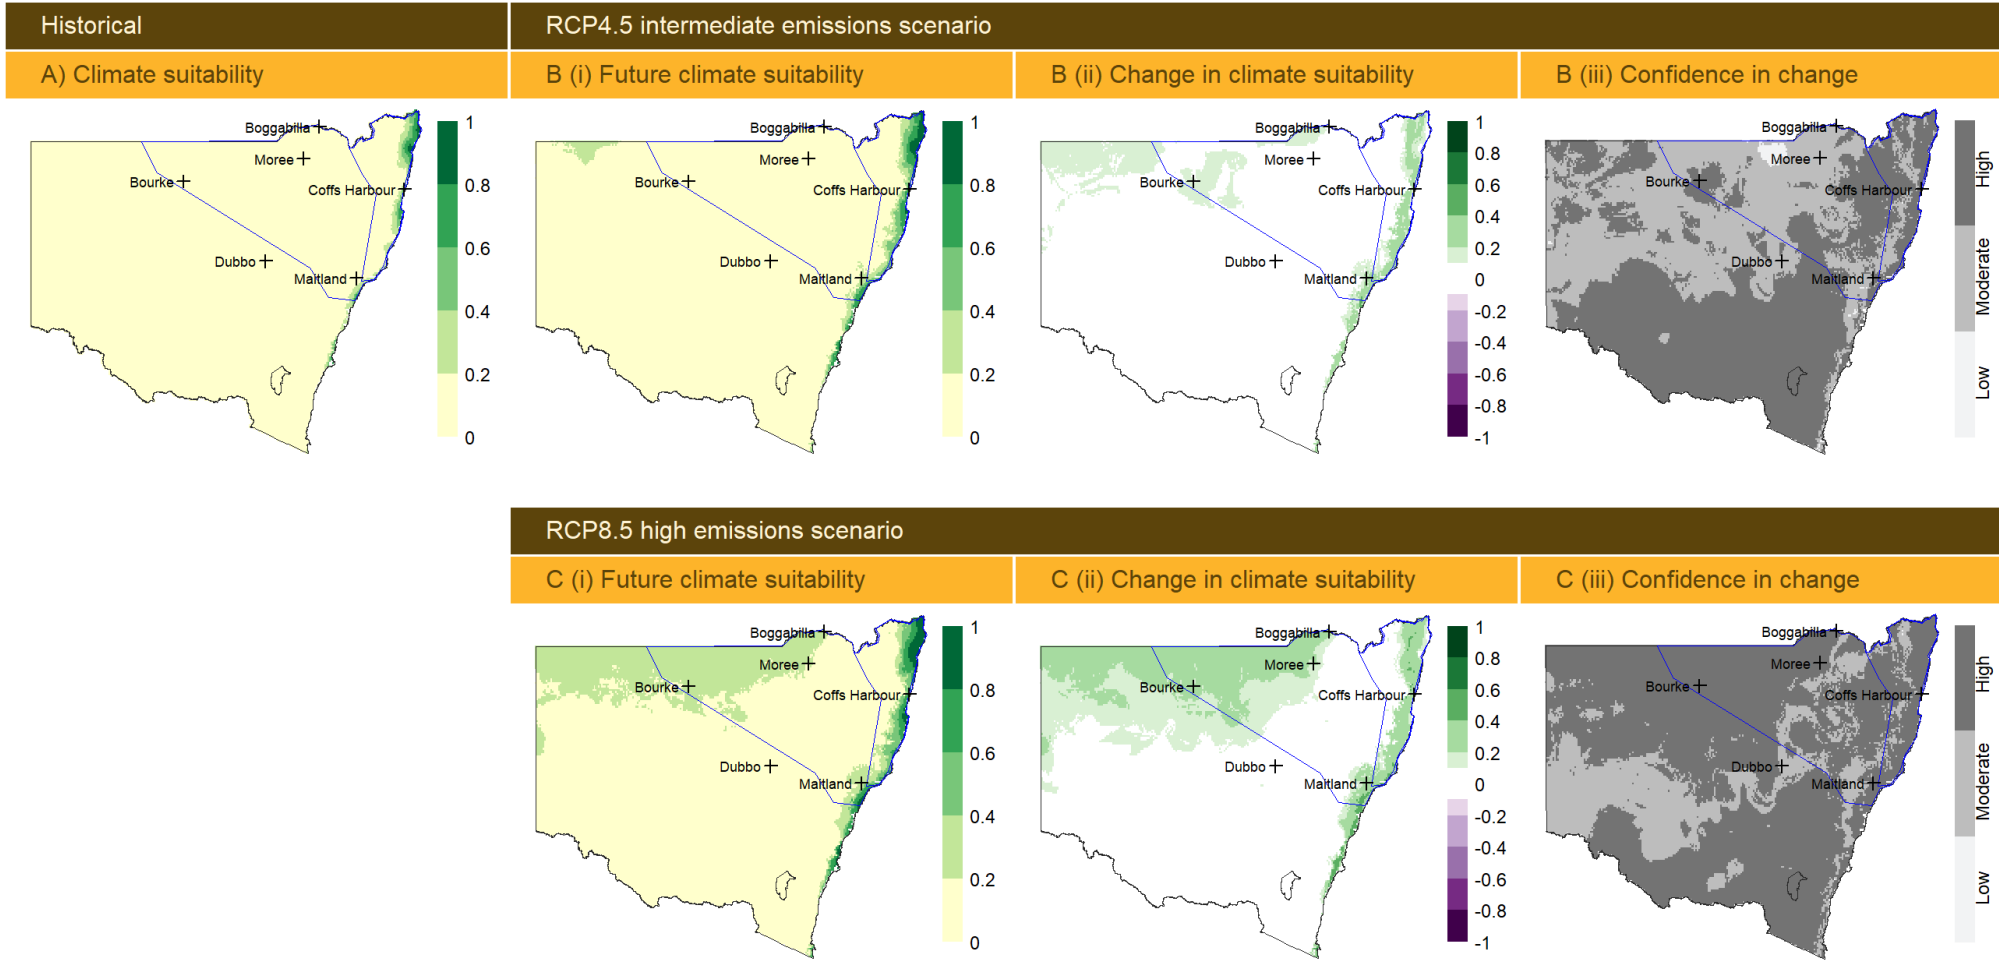 Historical
RCP4.5 intermediate emissions scenario
A) Climate suitability
B (i) Future climate suitability
B (ii) Change in climate suitability
B (iii) Confidence in change
Boggabilla
Moree
Bourke
Coffs Harbour
Dubbo
Maitland
1
0.8
0.6
0.4
0.2
0
Boggabilla
Moree
Bourke
Coffs Harbour
Dubbo
Maitland
1
0.8
0.6
0.4
0.2
0
Boggabilla
Moree
Bourke
Coffs Harbour
Dubbo
Maitland
1
0.8
0.6
0.4
0.2
0
-0.2
-0.4
-0.6
-0.8
-1
Boggabilla
Moree
Bourke
Coffs Harbour
Dubbo
Maitland
High
Moderate
Low
RCP8.5 high emissions scenario
C (i) Future climate suitability
C (ii) Change in climate suitability
C (iii) Confidence in change
Boggabilla
Moree
Bourke
Coffs Harbour
Dubbo
Maitland
1
0.8
0.6
0.4
0.2
0
Boggabilla
Moree
Bourke
Coffs Harbour
Dubbo
Maitland
1
0.8
0.6
0.4
0.2
0
-0.2
-0.4
-0.6
-0.8
-1
Boggabilla
Moree
Bourke
Coffs Harbour
Dubbo
Maitland
High
Moderate
Low